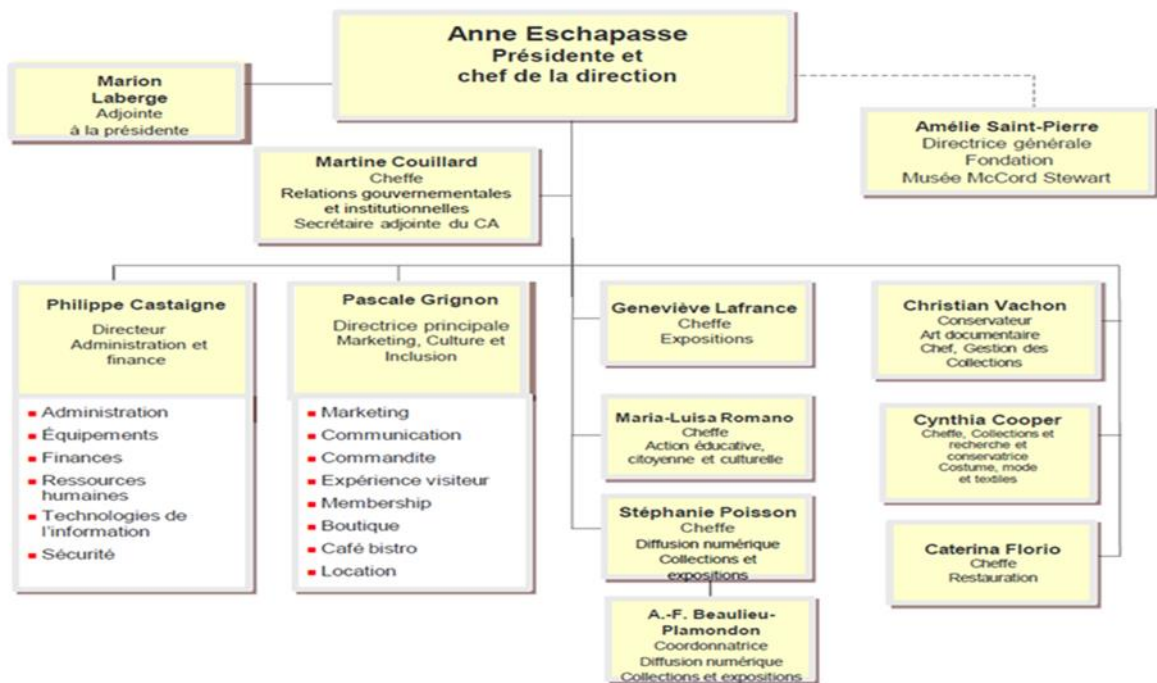 Anne Eschapasse
Présidente et
chef de la direction
Marion
Laberge
Adjointe
à la présidente
Amélie Saint-Pierre
Directrice générale
Fondation
Musée McCord Stewart
Martine Couillard
Cheffe
Relations gouvernementales
et institutionnelles
Secrétaire adjointe du CA
Philippe Castaigne
Directeur
Administration et
finance
Administration
Équipements
Finances
Ressources
humaines
Technologies de
l'information
Sécurité
Pascale Grignon
Directrice principale
Marketing, Culture et
Inclusion
Marketing
Communication
Commandite
Expérience visiteur
Membership
Boutique
Café bistro
Location
Geneviève Lafrance
Cheffe
Expositions
Maria-Luisa Romano
Cheffe
Action éducative,
citoyenne et culturelle
Stéphanie Poisson
Cheffe
Diffusion numérique
Collections et
expositions
A.-F. Beaulieu-
Plamondon
Coordonnatrice
Diffusion numérique
Collections et expositions
Christian Vachon
Conservateur
Art documentaire
Chef, Gestion des
Collections
Cynthia Cooper
Cheffe, Collections et
recherche et
conservatrice
Costume, mode
et textiles
Caterina Florio
Cheffe
Restauration